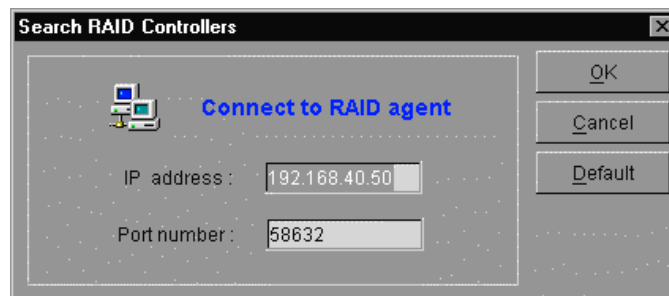 Search RAID Controllers
Connect to RAID agent
IP address :
192.168.40.50
Port number :
58632
OK
Cancel
Default